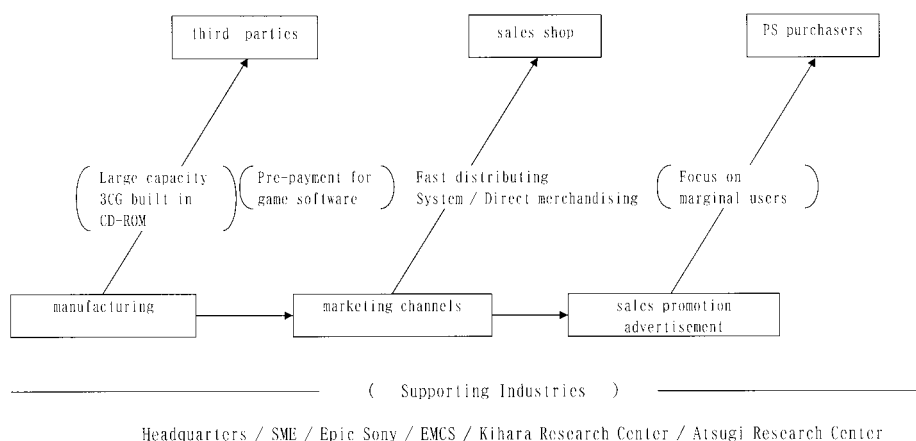 third parties
sales shop
PS purchasers
Large capacity
3CG built in
CD-ROM
Pre-payment for
game software
Fast distributing
System / Direct merchandising
Focus on
marginal users
manufacturing
marketing channels
sales promotion
advertisement
( Supporting Industries )
Headquarters / SME / Epic Sony / EMCS / Kihara Research Center / Atsugi Research Center